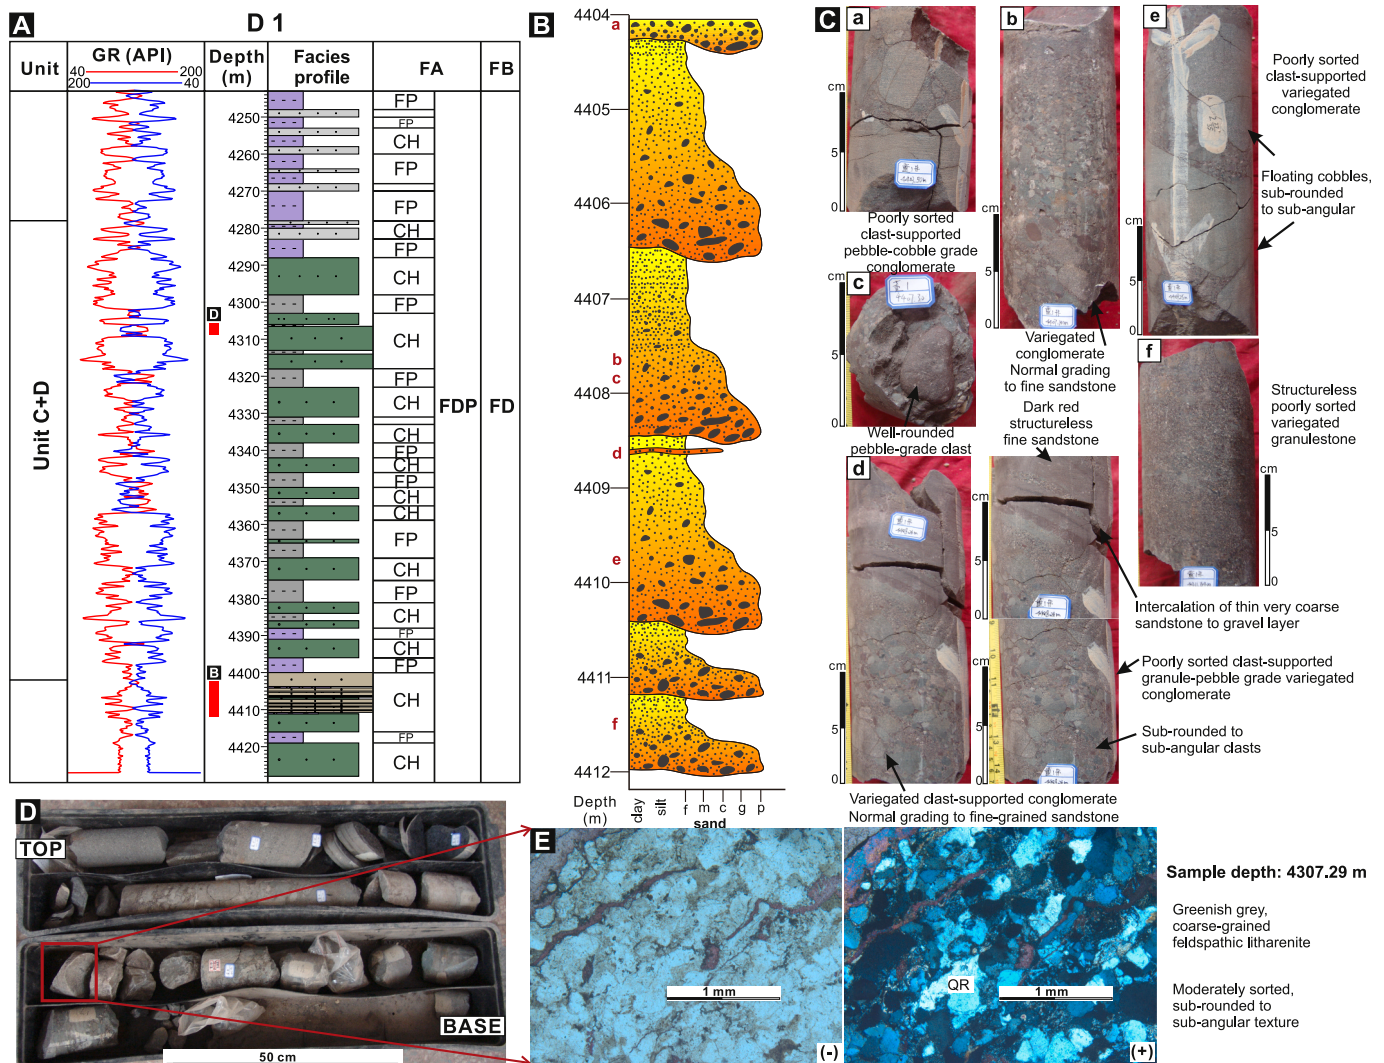 A
D 1
Unit
GR (API)
40 200
200 40
Depth
(m)
Facies
profile
FA
FB
4250
4260
4270
4280
4290
4300
4310
4320
4330
4340
4350
4360
4370
4380
4390
4400
4410
4420
Unit C+D
D
B
FP
FP
CH
FP
FP
CH
FP
CH
FP
CH
FP
CH
CH
FP
CH
CH
CH
FP
CH
FP
CH
FP
CH
FP
CH
FP
CH
FDP
FD
B
4404
4405
4406
4407
4408
4409
4410
4411
4412
a
b
c
d
e
f
Depth
(m)
clay
silt
f
m
c
g
p
sand
C
a
cm
5
0
Poorly sorted
clast-supported
pebble-cobble grade
conglomerate
b
cm
5
0
Variegated
conglomerate
Normal grading
to fine sandstone
c
cm
5
0
Well-rounded
pebble-grade clast
d
cm
5
0
cm
5
0
cm
5
0
Dark red
structureless
fine sandstone
Intercalation of thin very coarse
sandstone to gravel layer
Poorly sorted clast-supported
granule-pebble grade variegated
conglomerate
Sub-rounded to
sub-angular clasts
Variegated clast-supported conglomerate
Normal grading to fine-grained sandstone
e
cm
5
0
Poorly sorted
clast-supported
variegated
conglomerate
Floating cobbles,
sub-rounded
to sub-angular
f
cm
5
0
Structureless
poorly sorted
variegated
granulestone
D
TOP
BASE
50 cm
E
1 mm
(-)
QR
1 mm
(+)
Sample depth: 4307.29 m
Greenish grey,
coarse-grained
feldspathic litharenite
Moderately sorted,
sub-rounded to
sub-angular texture